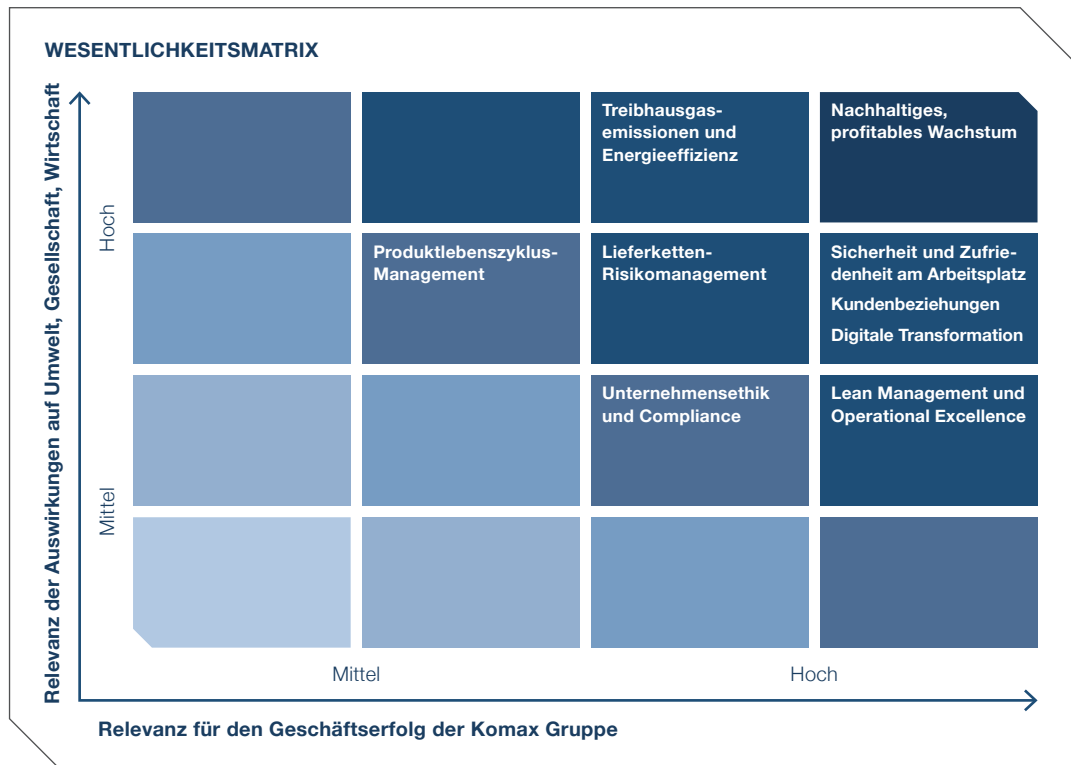 WESENTLICHKEITSMATRIX
Relevanz der Auswirkungen auf Umwelt, Gesellschaft, Wirtschaft
Hoch
Mittel
Treibhausgas-
emissionen und
Energieeffizienz
Nachhaltiges,
profitables Wachstum
Produktlebenszyklus-
Management
Lieferketten-
Risikomanagement
Sicherheit und Zufrie-
denheit am Arbeitsplatz
Kundenbeziehungen
Digitale Transformation
Unternehmensethik
und Compliance
Lean Management und
Operational Excellence
Mittel
Hoch
Relevanz für den Geschäftserfolg der Komax Gruppe